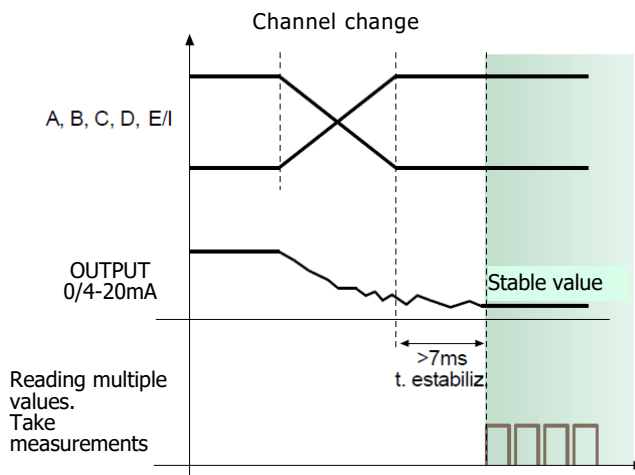 Channel change
A, B, C, D, E/I
OUTPUT
0/4-20mA
Stable value
>7ms
t. estabiliz.
Reading multiple
values.
Take
measurements